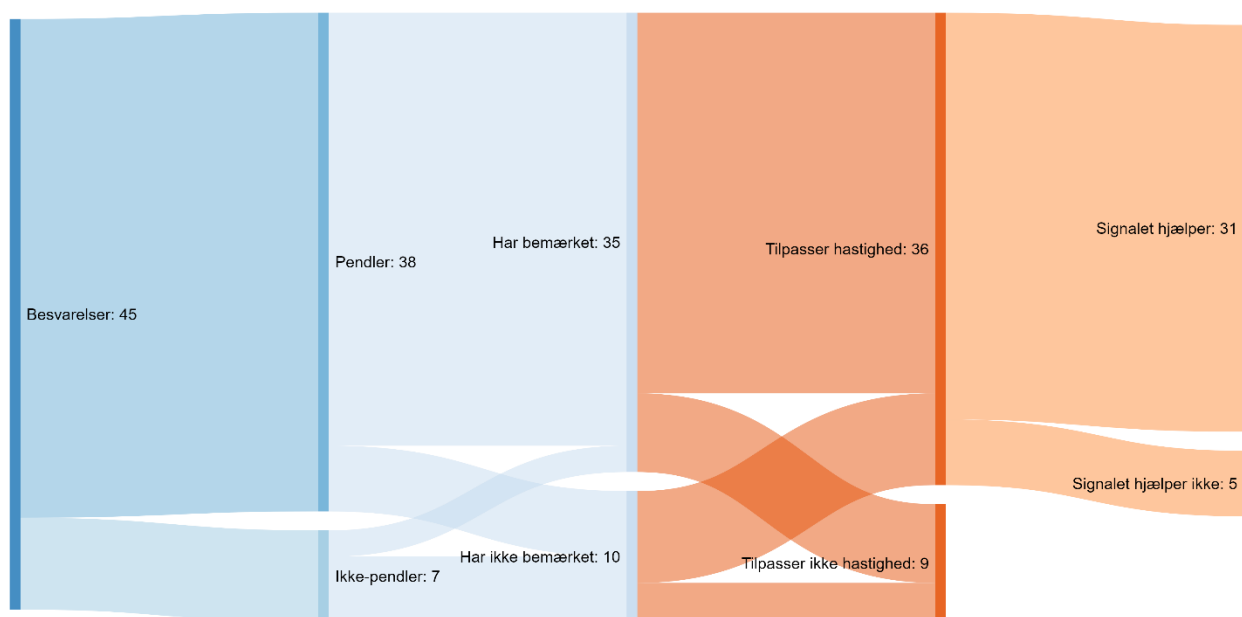 Besvarelser: 45
Pendler: 38
Ikke-pendler: 7
Har bemærket: 35
Har ikke bemærket: 10
Tilpasser hastighed: 36
Tilpasser ikke hastighed: 9
Signalet hjælper: 31
Signalet hjælper ikke: 5